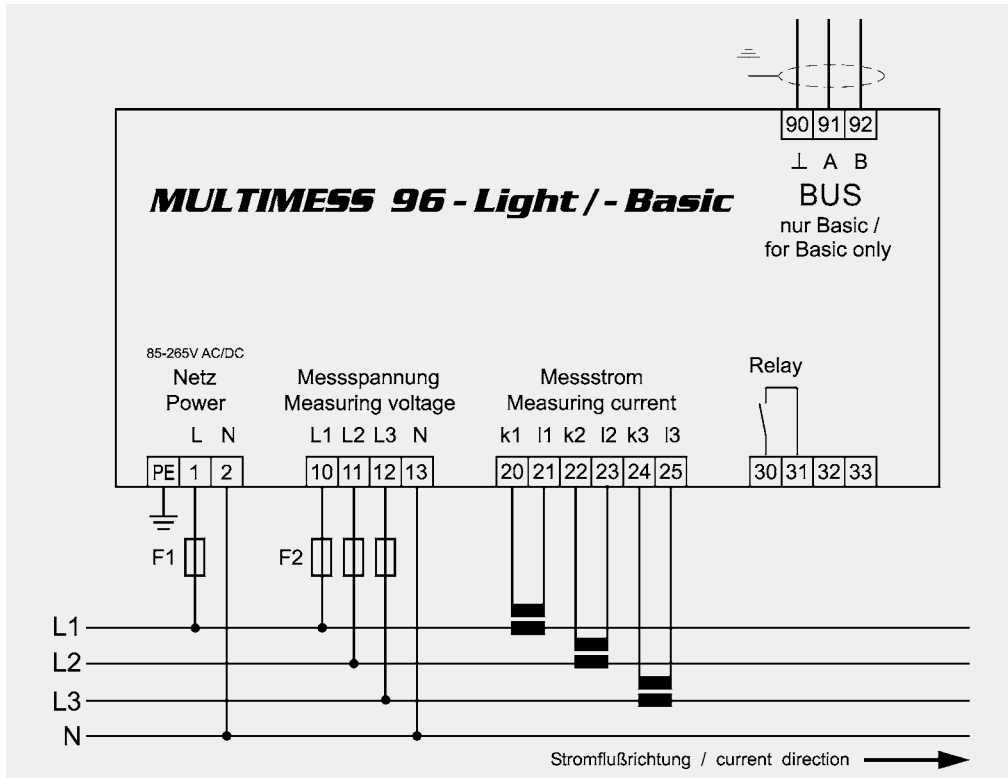 90 91 92
⊥ A B
BUS
nur Basic /
for Basic only
MULTIMESS 96 - Light / - Basic
85-265V AC/DC
Netz
Power
L N
PE 1 2
Messspannung
Measuring voltage
L1 L2 L3 N
10 11 12 13
Messstrom
Measuring current
k1 l1 k2 l2 k3 l3
20 21 22 23 24 25
Relay
30 31 32 33
F1
F2
L1
L2
L3
N
Stromflußrichtung / current direction